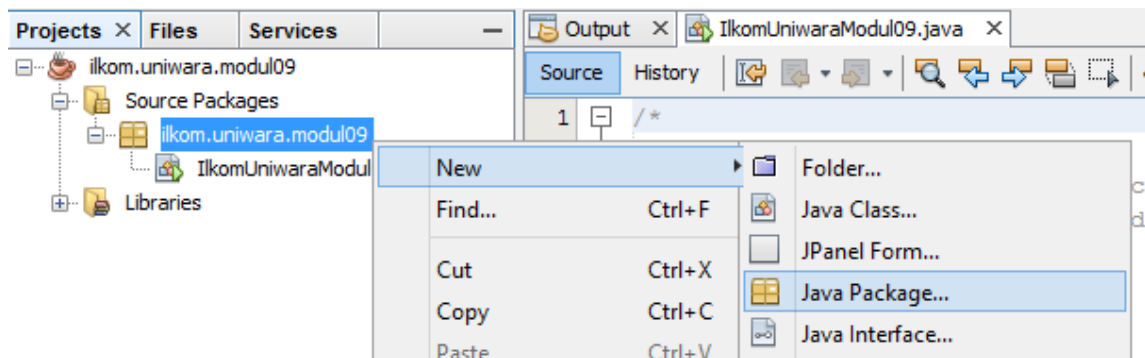 Projects Files Services
Output IlkomUniwaraModul09.java
ilkom.uniwara.modul09
Source History
Source Packages
1 /*
ilkom.uniwara.modul09
IlkomUniwaraModul
Libraries
New
Find... Ctrl+F
Cut Ctrl+X
Copy Ctrl+C
Paste Ctrl+V
Folder...
Java Class...
JPanel Form...
Java Package...
Java Interface...